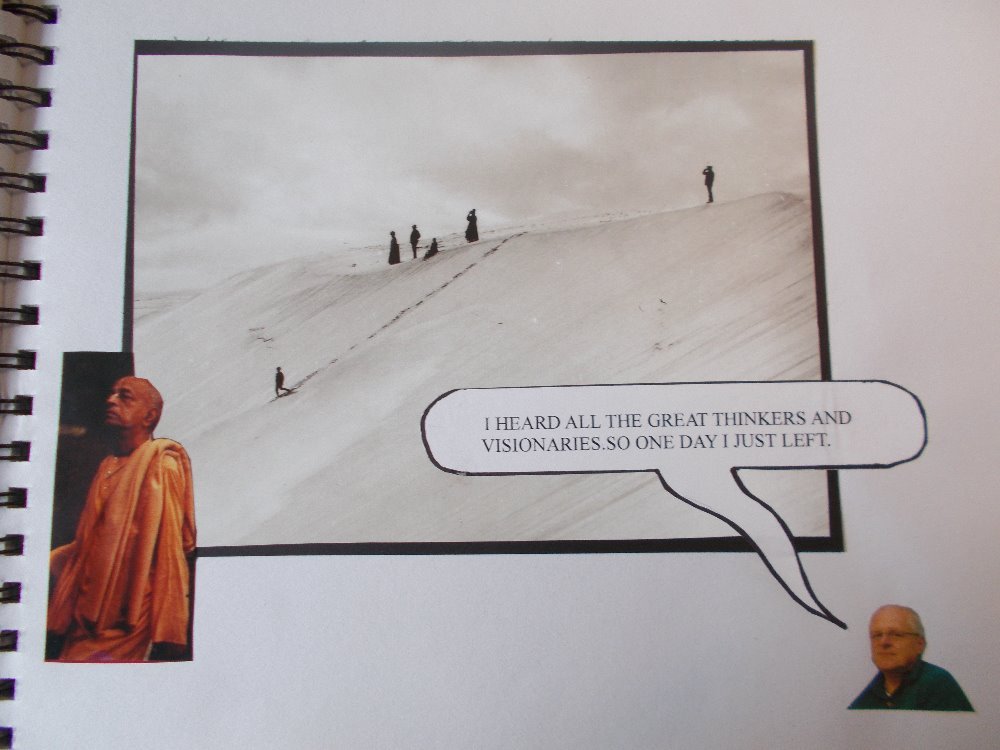 I HEARD ALL THE GREAT THINKERS AND
VISIONARIES.SO ONE DAY I JUST LEFT.